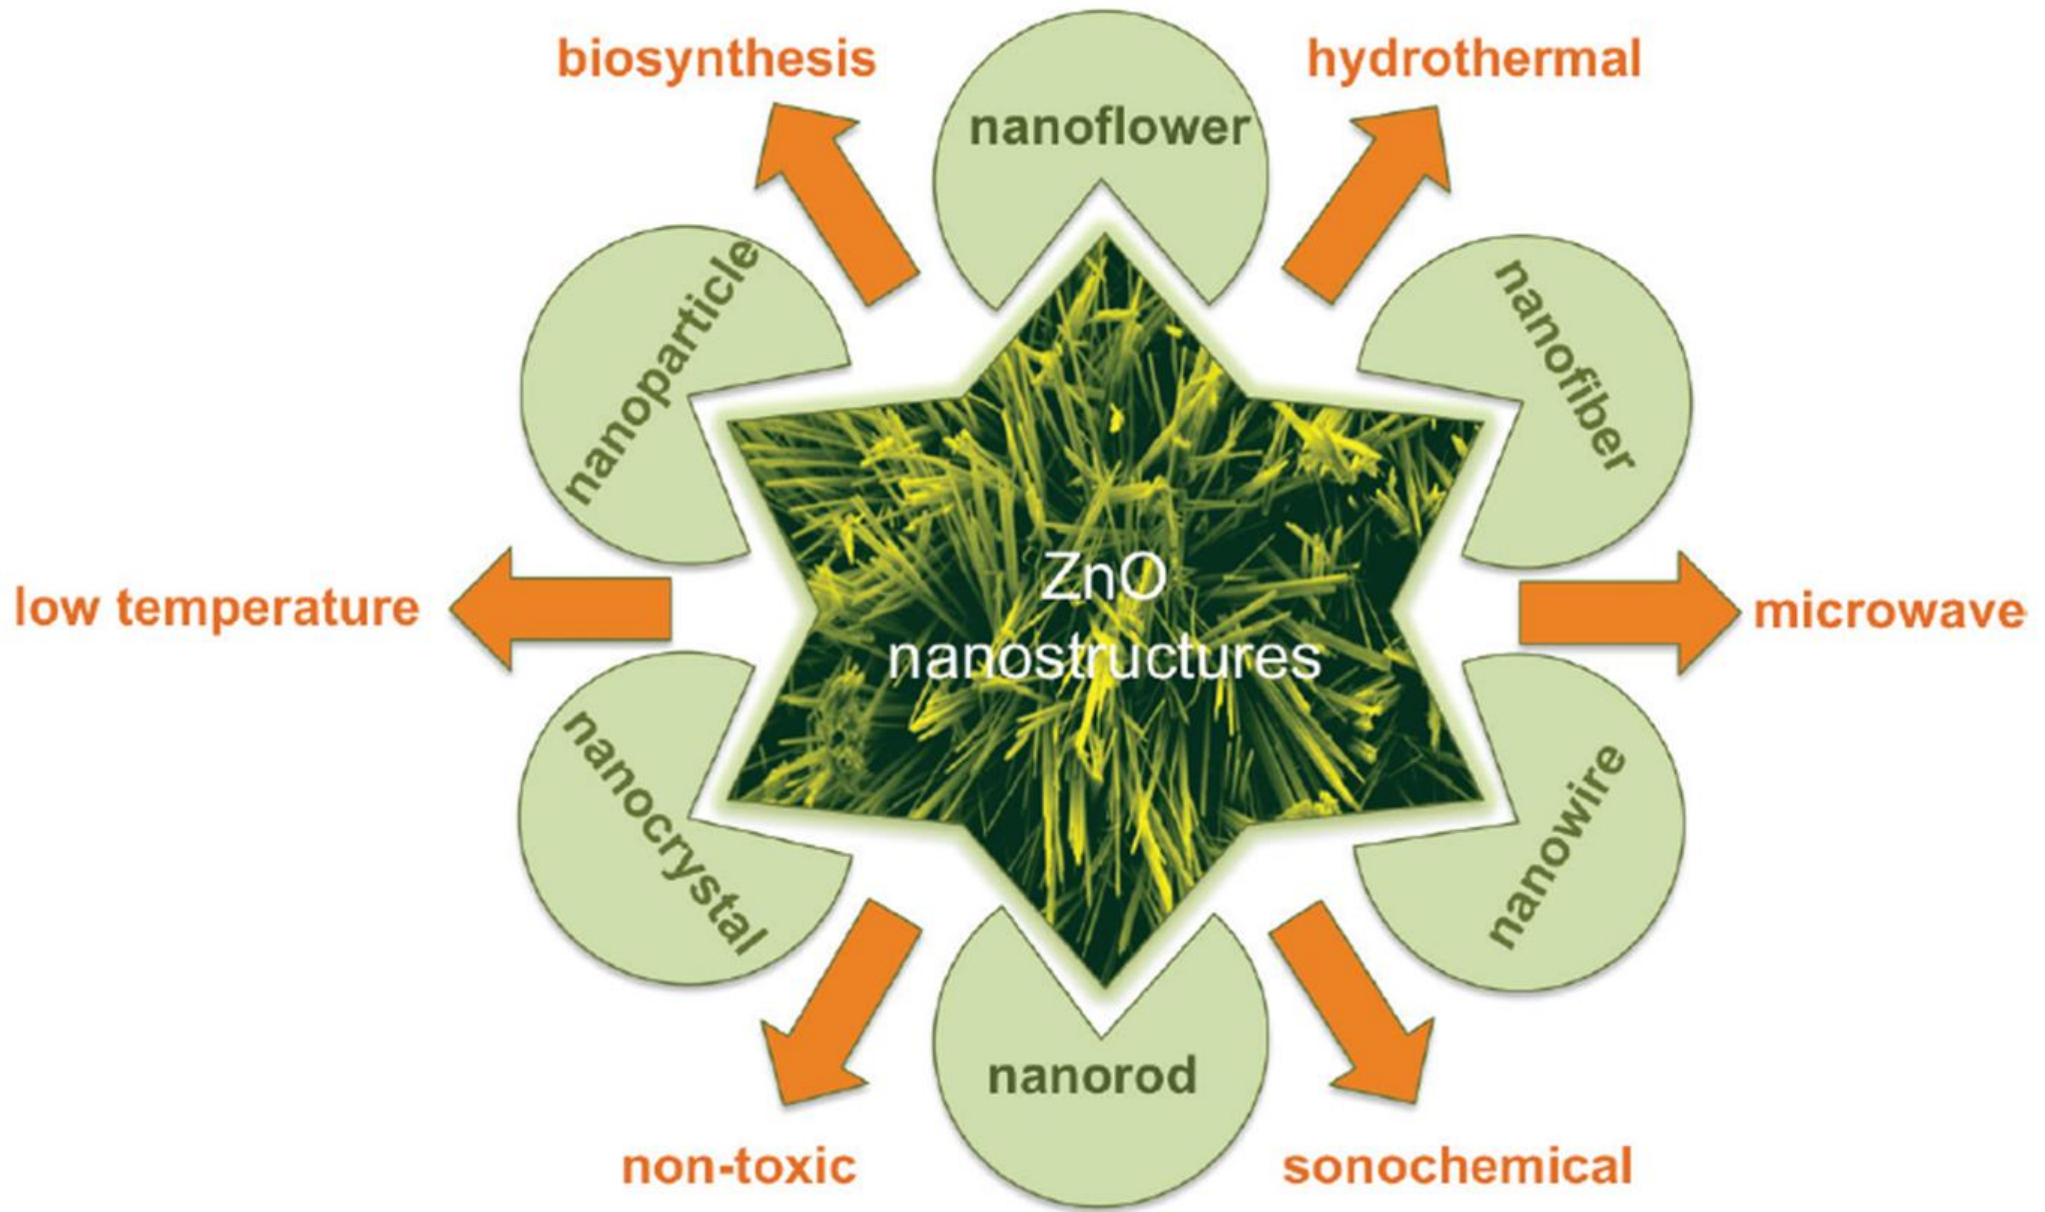 biosynthesis
hydrothermal
nanoflower
nanoparticle
nanofiber
ZnO
nanostructures
low temperature
microwave
nanocrystal
nanowire
nanorod
non-toxic
sonochemical